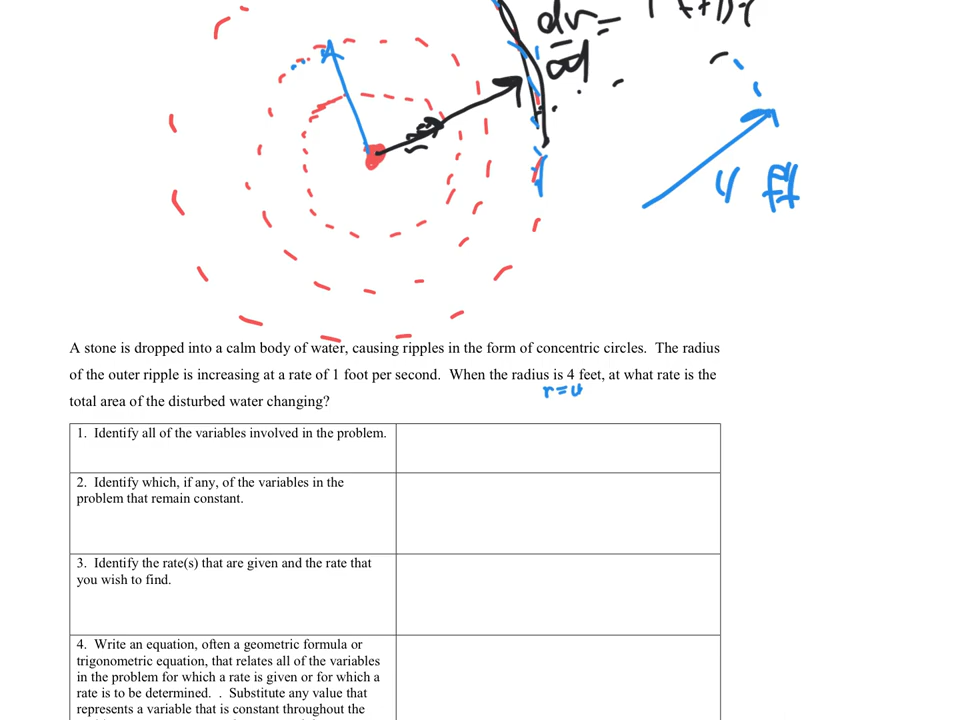 dr =
4 ft
A stone is dropped into a calm body of water, causing ripples in the form of concentric circles. The radius
of the outer ripple is increasing at a rate of 1 foot per second. When the radius is 4 feet, at what rate is the
r = 4
total area of the disturbed water changing?
1. Identify all of the variables involved in the problem.
2. Identify which, if any, of the variables in the
problem that remain constant.
3. Identify the rate(s) that are given and the rate that
you wish to find.
4. Write an equation, often a geometric formula or
trigonometric equation, that relates all of the variables
in the problem for which a rate is given or for which a
rate is to be determined. . Substitute any value that
represents a variable that is constant throughout the